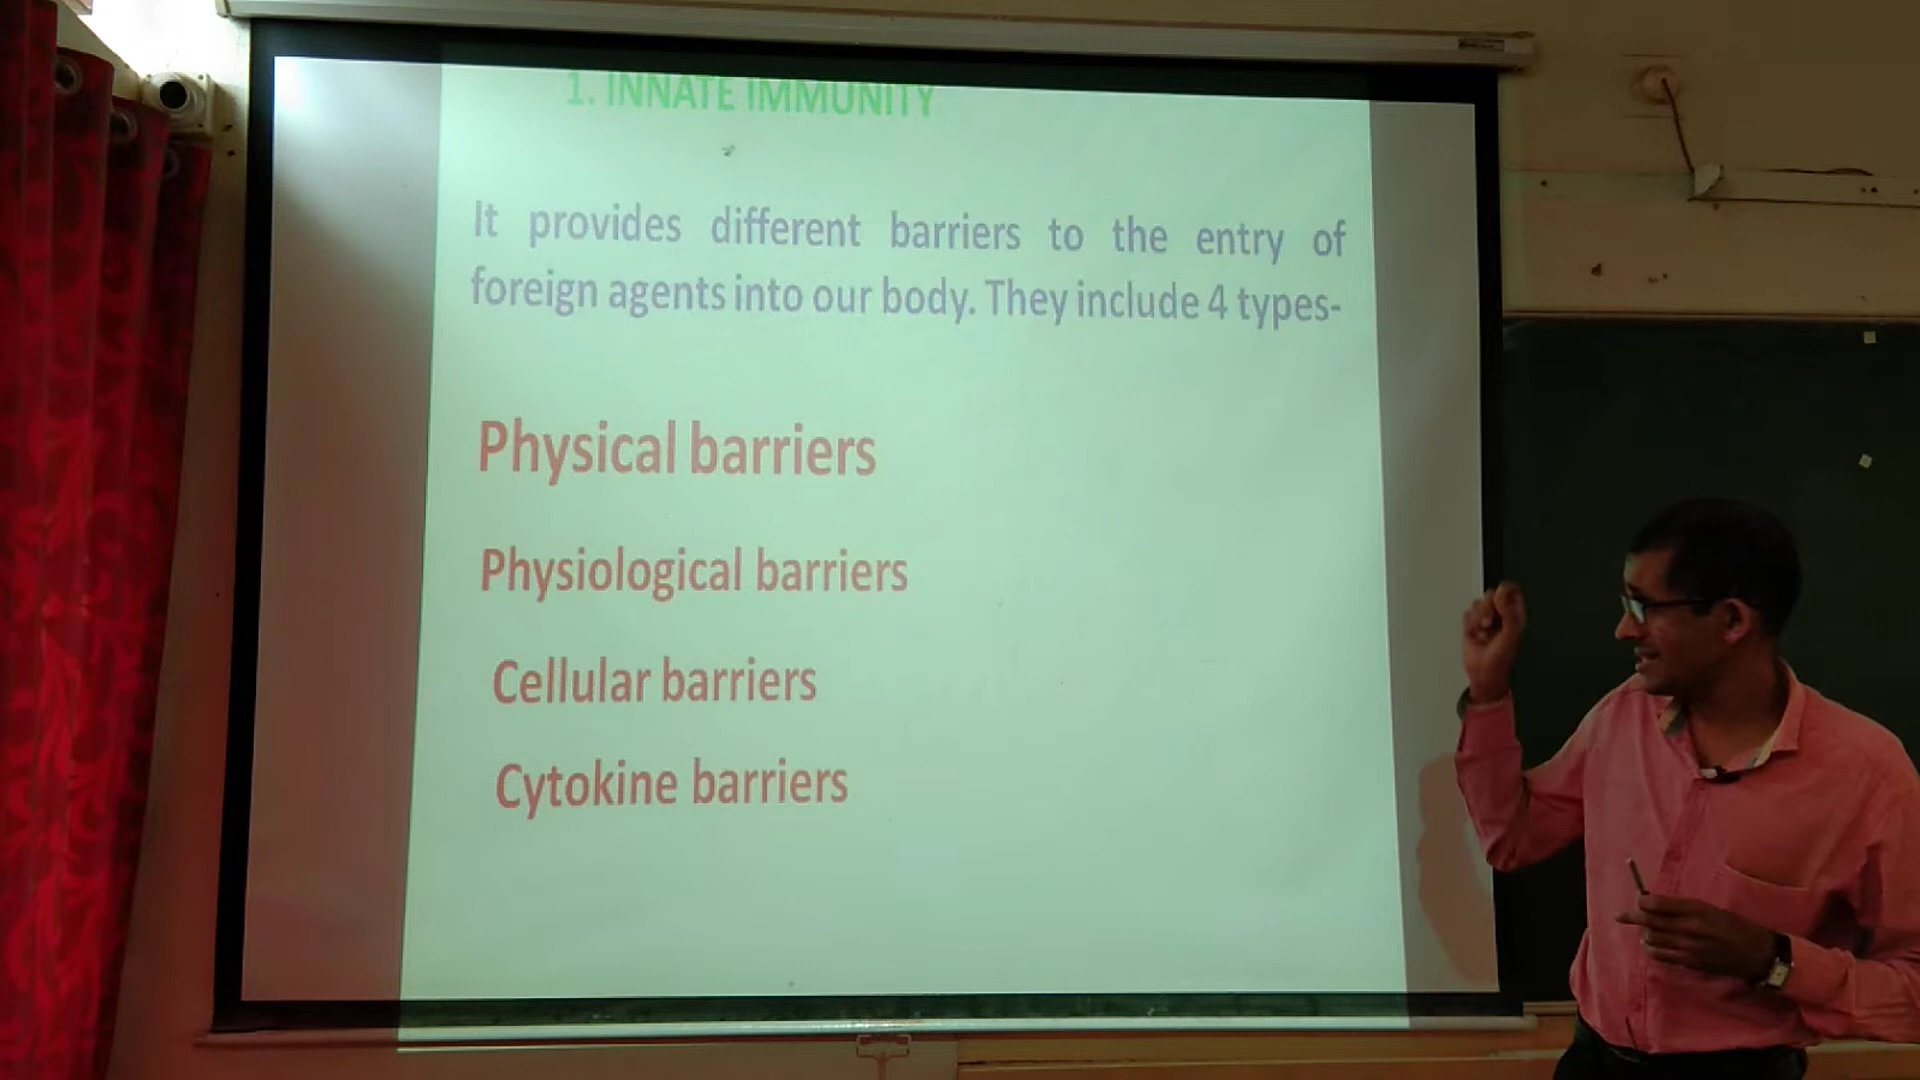 1. INNATE IMMUNITY
It provides different barriers to the entry of
foreign agents into our body. They include 4 types-
Physical barriers
Physiological barriers
Cellular barriers
Cytokine barriers